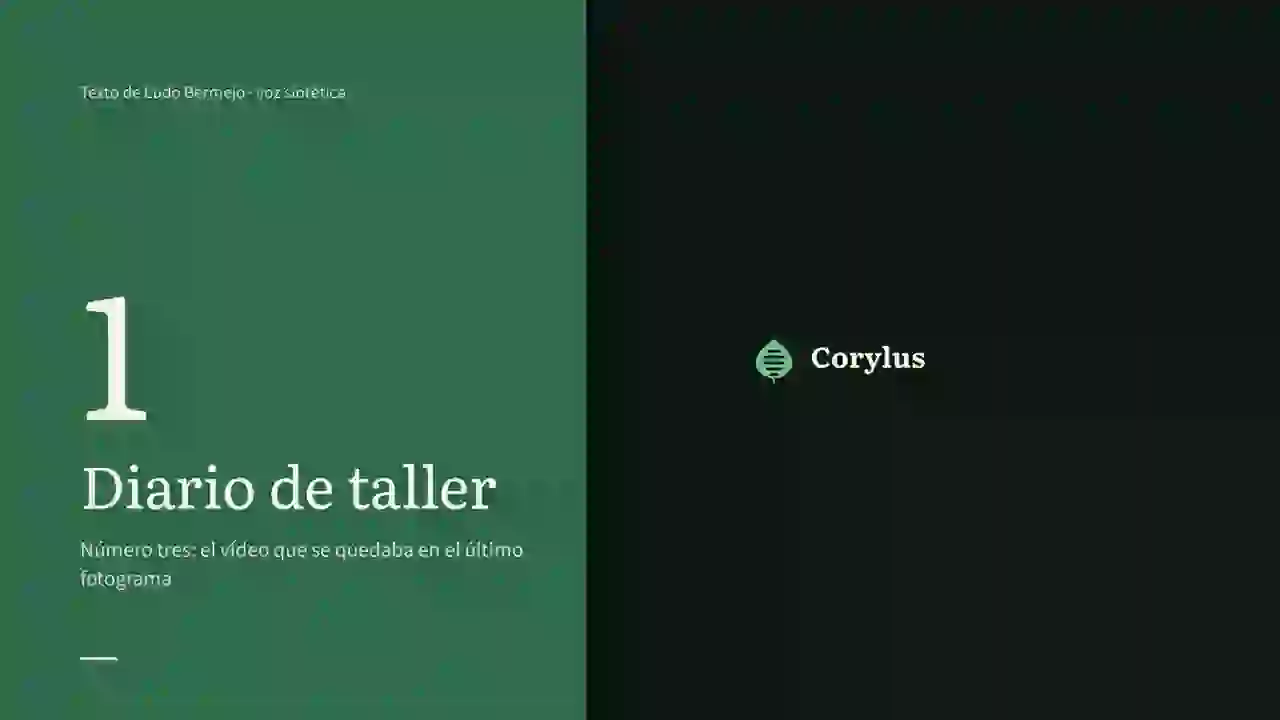 Texto de Ludo Bermejo · voz sintética
1
Diario de taller
Número tres: el vídeo que se quedaba en el último
fotograma
Corylus